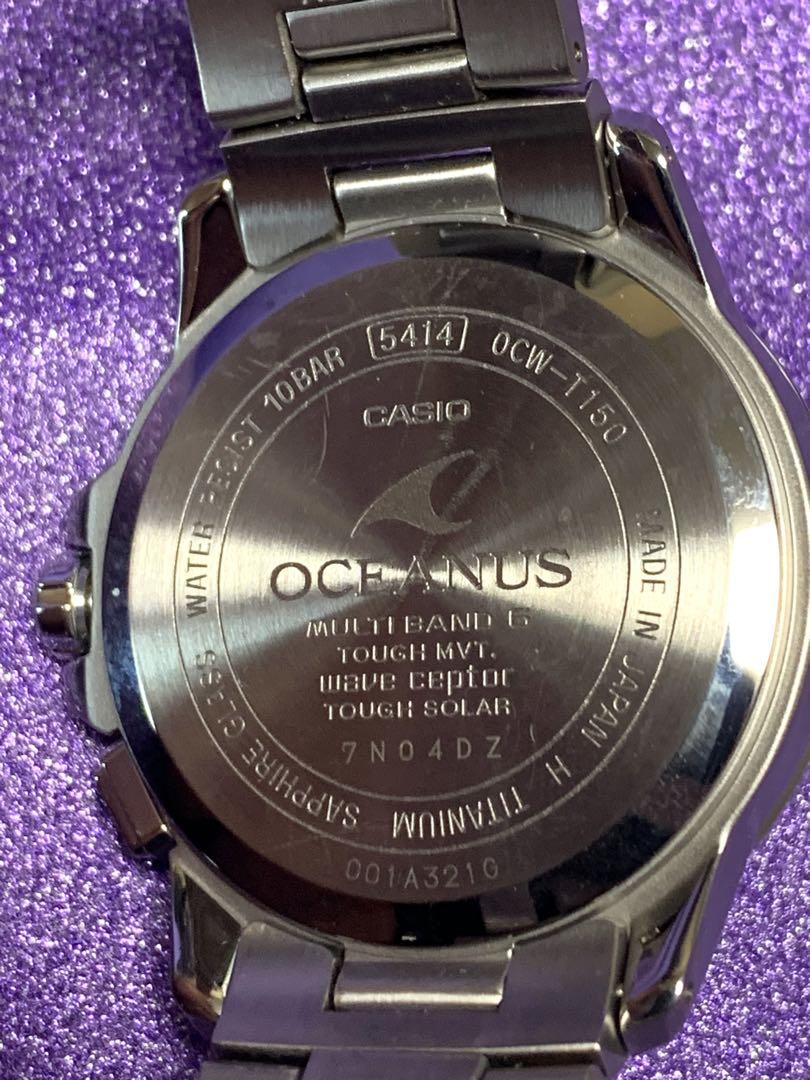 WATER RESIST 10BAR 5414 OCW-T150 MADE IN JAPAN H TITANIUM SAPPHIRE GLASS
CASIO
OCEANUS
MULTIBAND 6
TOUGH MVT.
wave ceptor
TOUGH SOLAR
7N04DZ
001A321G